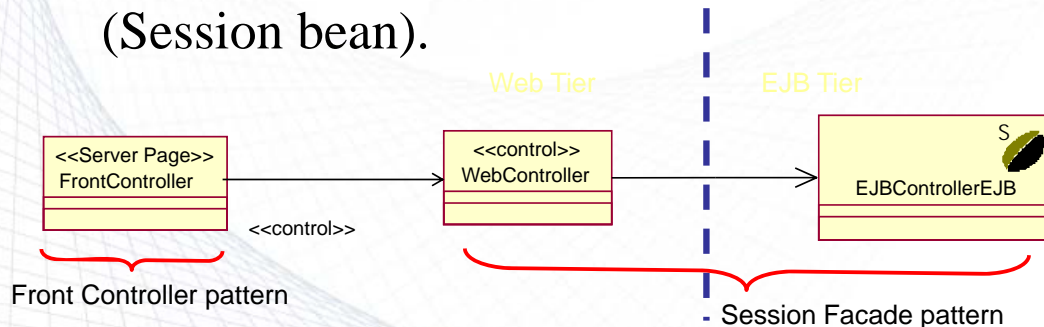 (Session bean).
Web Tier
EJB Tier
<<Server Page>>
FrontController
<<control>>
WebController
S
EJBControllerEJB
<<control>>
Front Controller pattern
Session Facade pattern